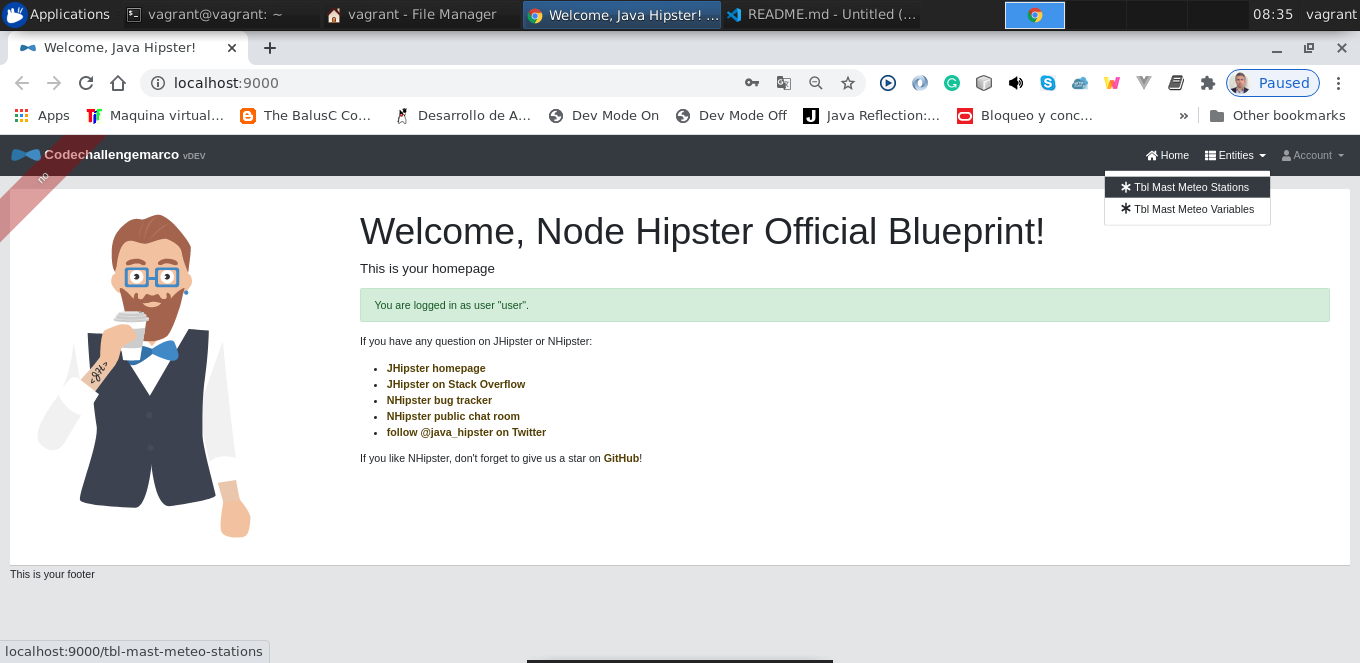 Applications vagrant@vagrant: ~ vagrant - File Manager Welcome, Java Hipster! ... README.md - Untitled (... 08:35 vagrant
Welcome, Java Hipster!
localhost:9000 Paused
Apps Maquina virtual... The BalusC Co... Desarrollo de A... Dev Mode On Dev Mode Off Java Reflection:... Bloqueo y conc... » Other bookmarks
Codechallengemarco vDEV Home Entities Account
no
Tbl Mast Meteo Stations
Tbl Mast Meteo Variables
Welcome, Node Hipster Official Blueprint!
This is your homepage
You are logged in as user "user".
If you have any question on JHipster or NHipster:
JHipster homepage
JHipster on Stack Overflow
NHipster bug tracker
NHipster public chat room
follow @java_hipster on Twitter
If you like NHipster, don't forget to give us a star on GitHub!
<JH>
This is your footer
localhost:9000/tbl-mast-meteo-stations